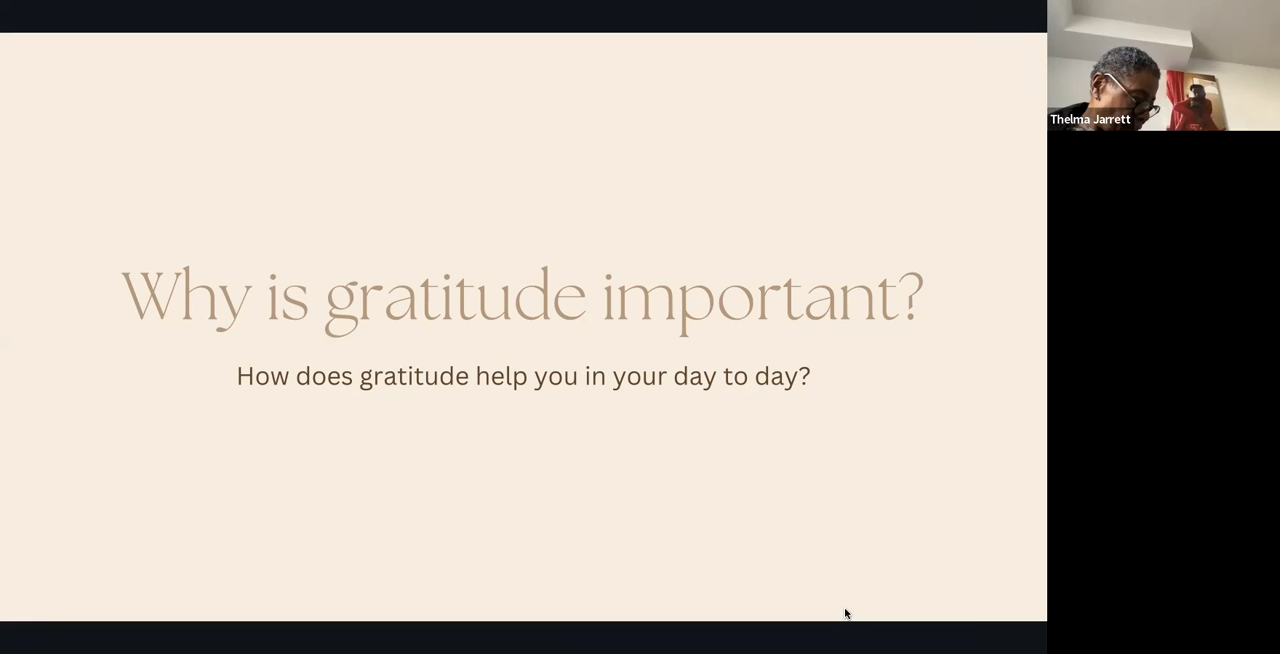 Why is gratitude important?
How does gratitude help you in your day to day?
Thelma Jarrett